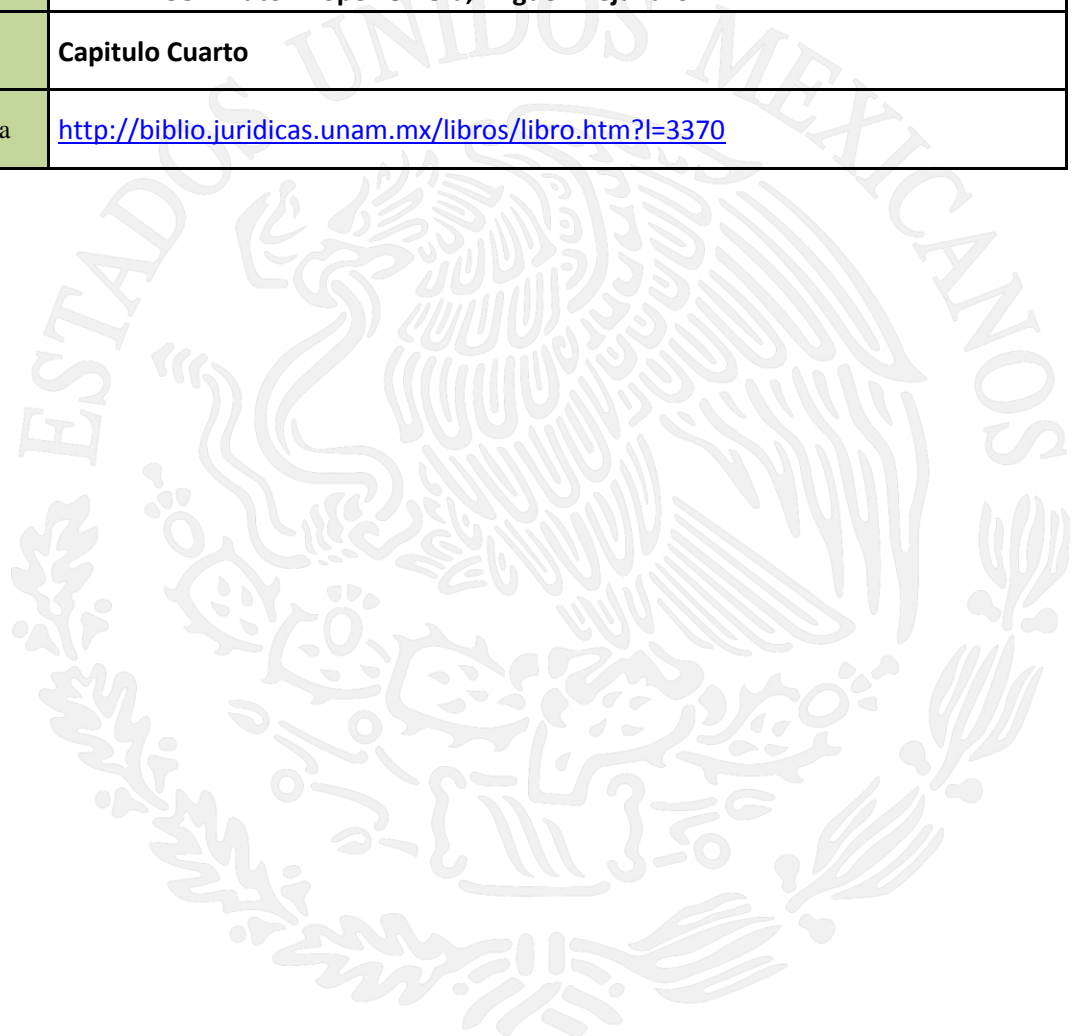 Capitulo Cuarto
a http://biblio.juridicas.unam.mx/libros/libro.htm?l=3370
ESTADOS UNIDOS MEXICANOS